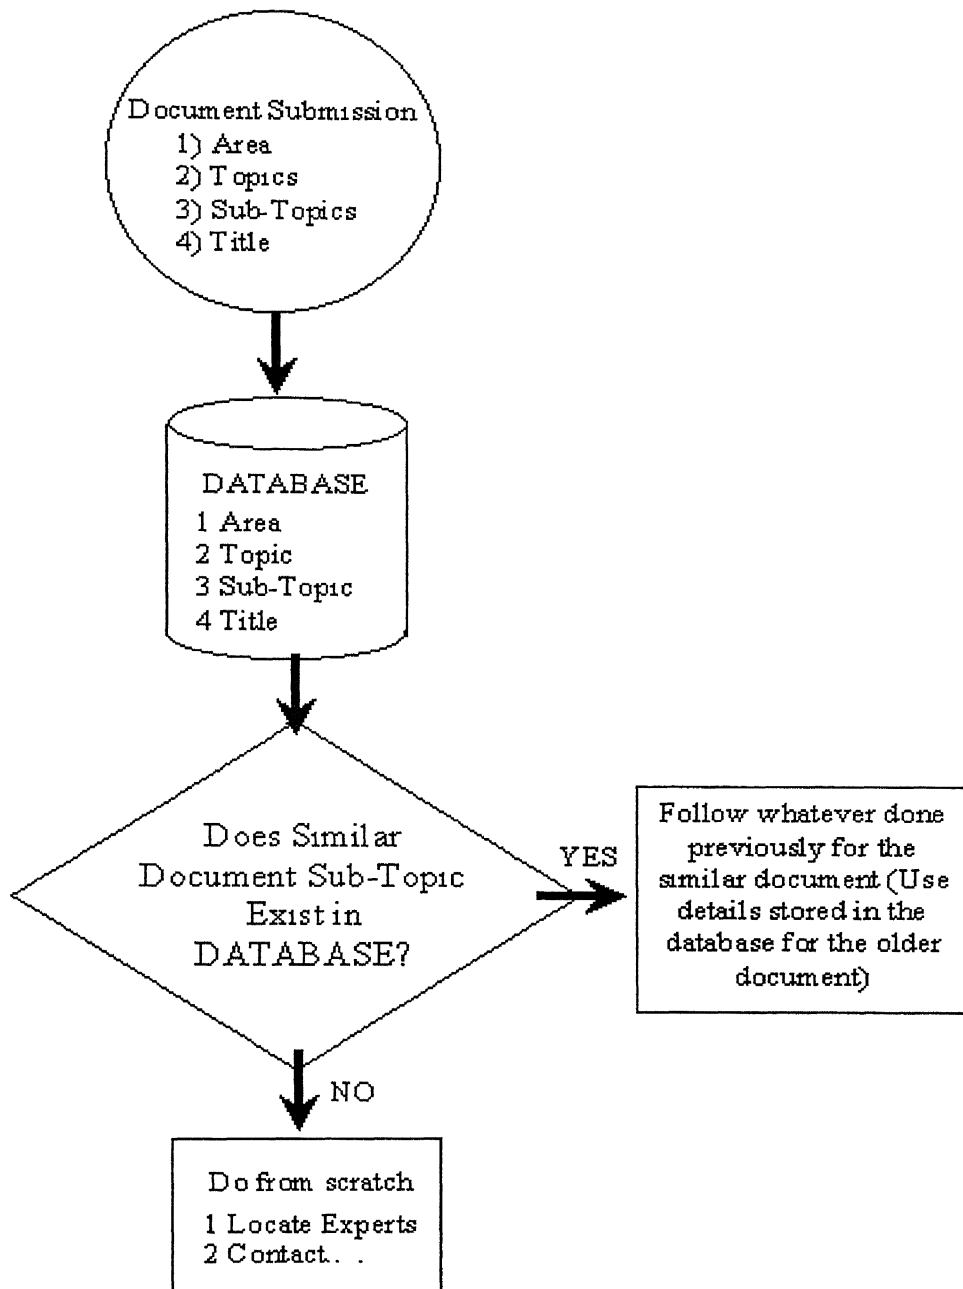 Document Submission
1) Area
2) Topics
3) Sub-Topics
4) Title
DATABASE
1 Area
2 Topic
3 Sub-Topic
4 Title
Does Similar
Document Sub-Topic
Exist in
DATABASE?
YES
Follow whatever done
previously for the
similar document (Use
details stored in the
database for the older
document)
NO
Do from scratch
1 Locate Experts
2 Contact. . .